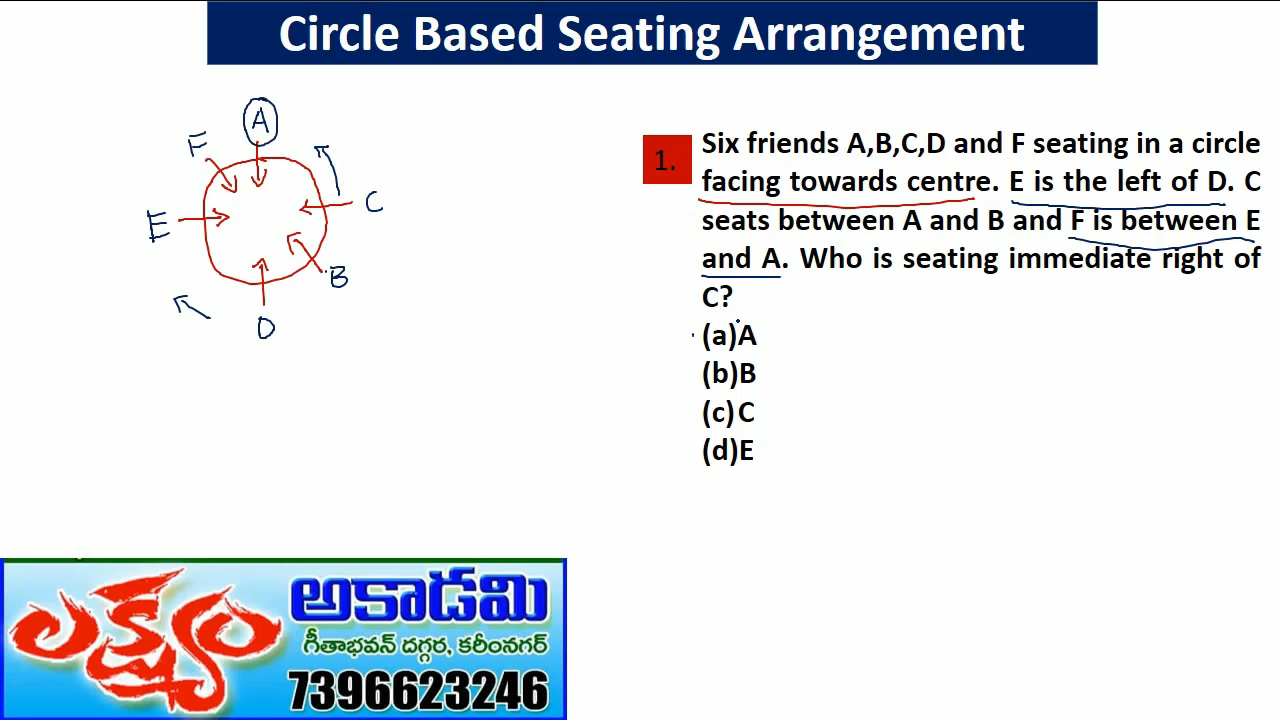 Circle Based Seating Arrangement
A
F
C
E
B
D
1.
Six friends A,B,C,D and F seating in a circle
facing towards centre. E is the left of D. C
seats between A and B and F is between E
and A. Who is seating immediate right of
C?
(a)A
(b)B
(c)C
(d)E
లక్ష్యం
అకాడమి
గీతాభవన్ దగ్గర, కరీంనగర్
7396623246